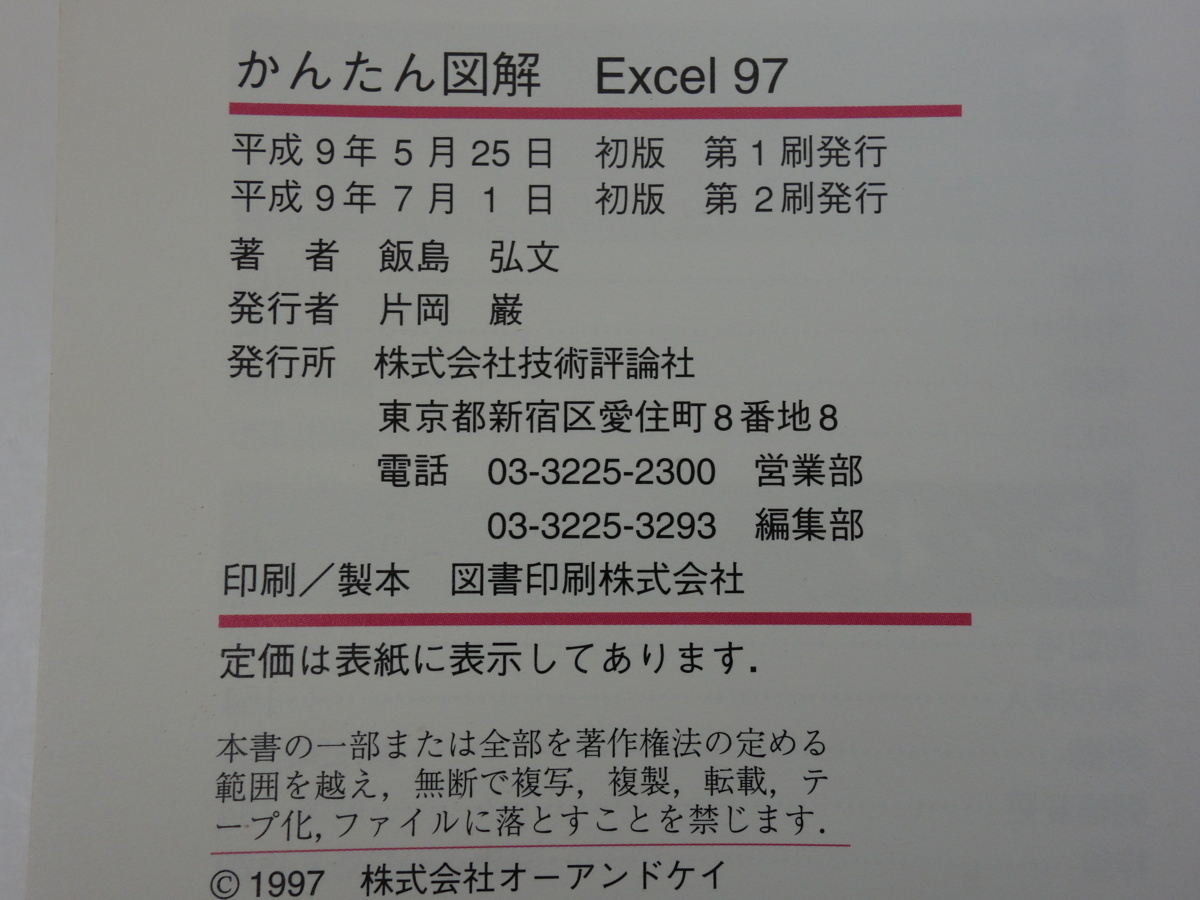 かんたん図解　Excel 97
平成 9 年 5 月 25 日　初版　第 1 刷発行
平成 9 年 7 月 1 日　初版　第 2 刷発行
著　者　飯島　弘文
発行者　片岡　巌
発行所　株式会社技術評論社
東京都新宿区愛住町 8 番地 8
電話　03-3225-2300　営業部
03-3225-3293　編集部
印刷／製本　図書印刷株式会社
定価は表紙に表示してあります．
本書の一部または全部を著作権法の定める
範囲を越え，無断で複写，複製，転載，テ
ープ化，ファイルに落とすことを禁じます．
© 1997　株式会社オーアンドケイ